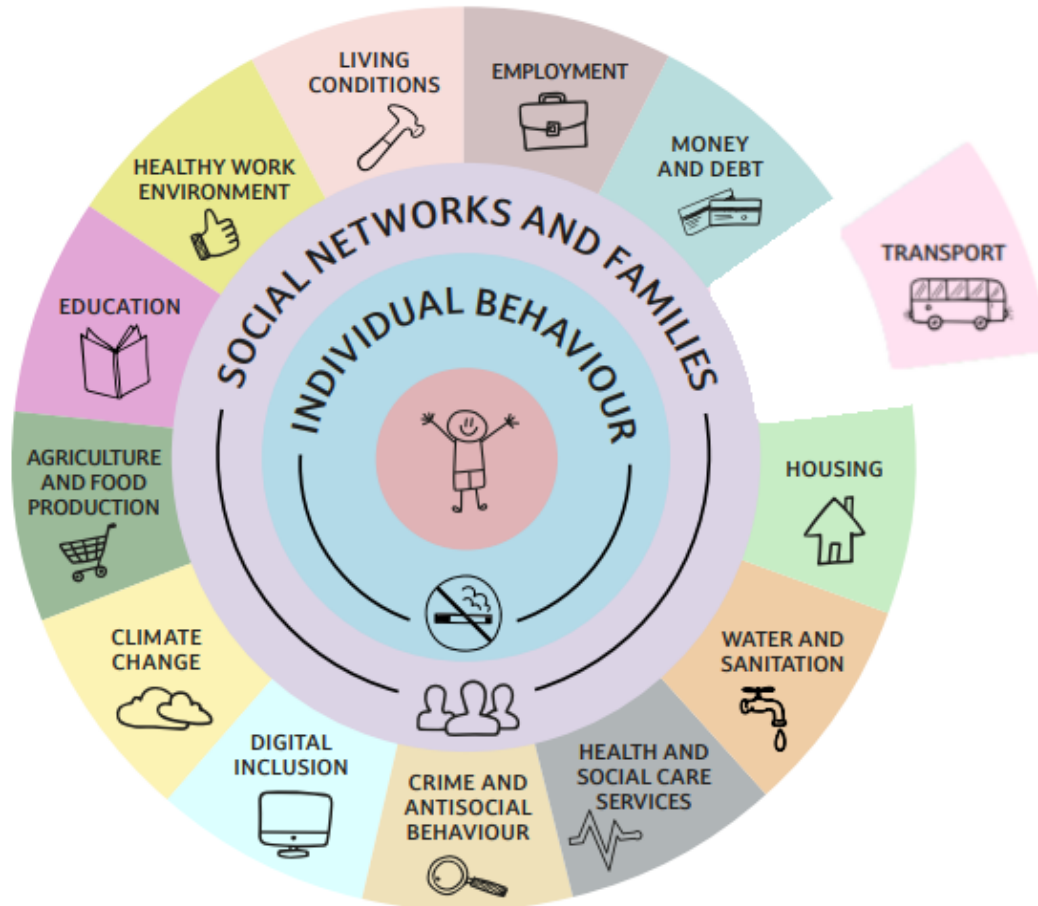 LIVING
CONDITIONS
EMPLOYMENT
MONEY
AND DEBT
TRANSPORT
HOUSING
WATER AND
SANITATION
HEALTH AND
SOCIAL CARE
SERVICES
CRIME AND
ANTISOCIAL
BEHAVIOUR
DIGITAL
INCLUSION
CLIMATE
CHANGE
AGRICULTURE
AND FOOD
PRODUCTION
EDUCATION
HEALTHY WORK
ENVIRONMENT
SOCIAL NETWORKS AND FAMILIES
INDIVIDUAL BEHAVIOUR